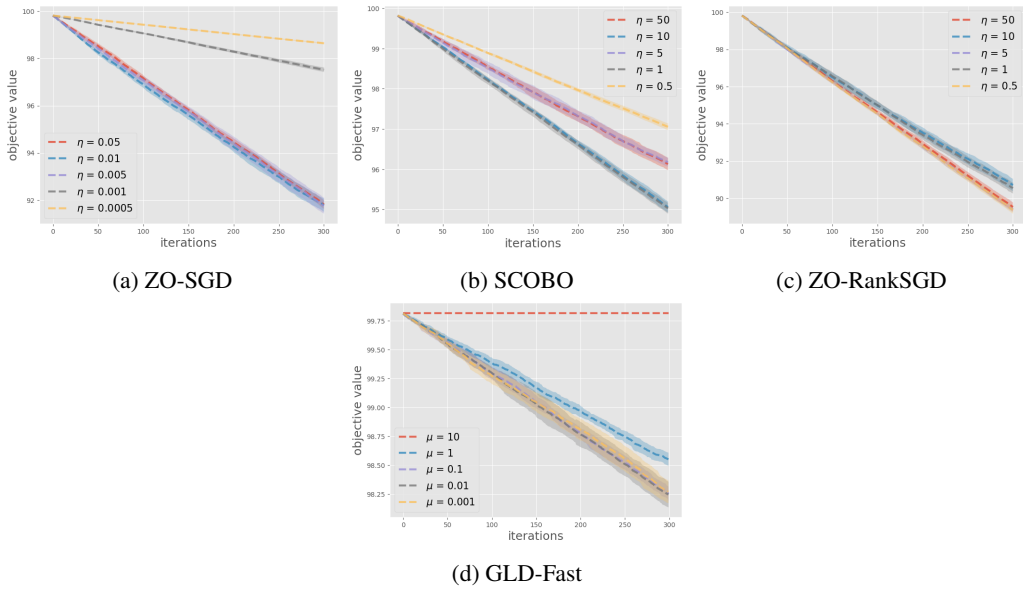 100
98
96
94
92
objective value
η = 0.05
η = 0.01
η = 0.005
η = 0.001
η = 0.0005
0 50 100 150 200 250 300
iterations
(a) ZO-SGD
100
99
98
97
96
95
objective value
η = 50
η = 10
η = 5
η = 1
η = 0.5
0 50 100 150 200 250 300
iterations
(b) SCOBO
100
98
96
94
92
90
objective value
η = 50
η = 10
η = 5
η = 1
η = 0.5
0 50 100 150 200 250 300
iterations
(c) ZO-RankSGD
99.75
99.50
99.25
99.00
98.75
98.50
98.25
objective value
μ = 10
μ = 1
μ = 0.1
μ = 0.01
μ = 0.001
0 50 100 150 200 250 300
iterations
(d) GLD-Fast